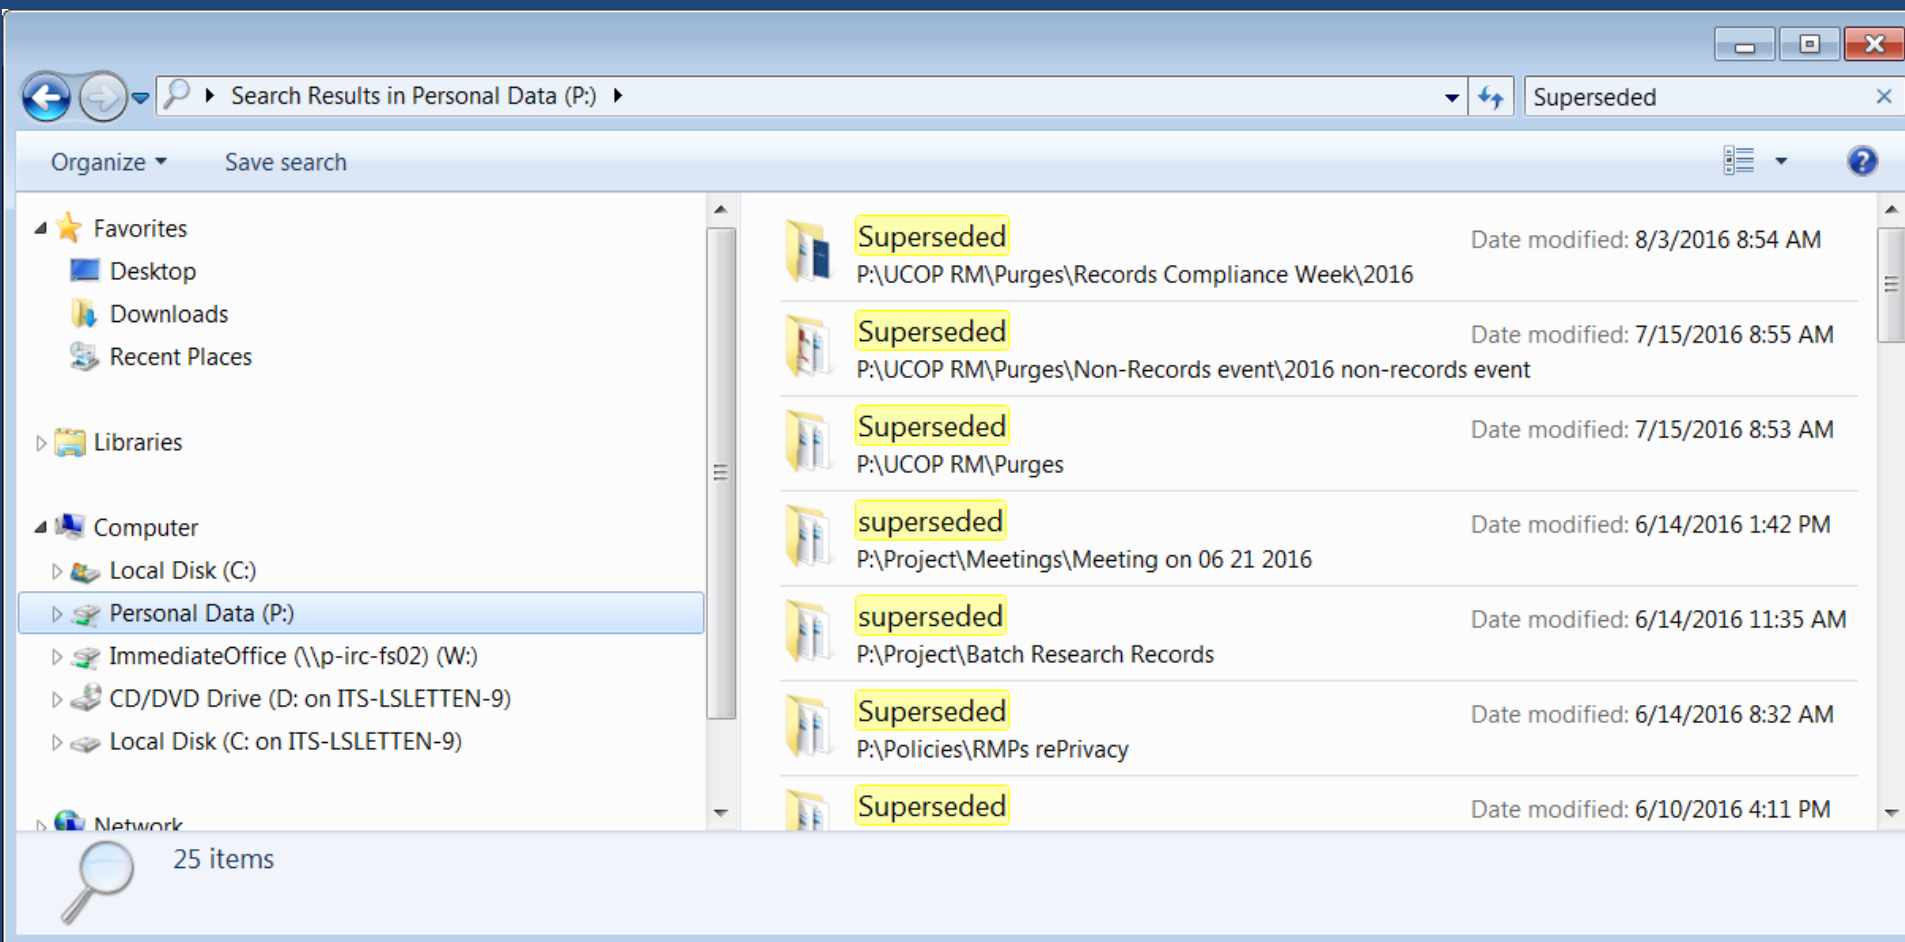 Search Results in Personal Data (P:)
Superseded
Organize
Save search
Favorites
Desktop
Downloads
Recent Places
Libraries
Computer
Local Disk (C:)
Personal Data (P:)
ImmediateOffice (\\p-irc-fs02) (W:)
CD/DVD Drive (D: on ITS-LSLETTEN-9)
Local Disk (C: on ITS-LSLETTEN-9)
Network
Superseded Date modified: 8/3/2016 8:54 AM
P:\UCOP RM\Purges\Records Compliance Week\2016
Superseded Date modified: 7/15/2016 8:55 AM
P:\UCOP RM\Purges\Non-Records event\2016 non-records event
Superseded Date modified: 7/15/2016 8:53 AM
P:\UCOP RM\Purges
superseded Date modified: 6/14/2016 1:42 PM
P:\Project\Meetings\Meeting on 06 21 2016
superseded Date modified: 6/14/2016 11:35 AM
P:\Project\Batch Research Records
Superseded Date modified: 6/14/2016 8:32 AM
P:\Policies\RMPs rePrivacy
Superseded Date modified: 6/10/2016 4:11 PM
25 items